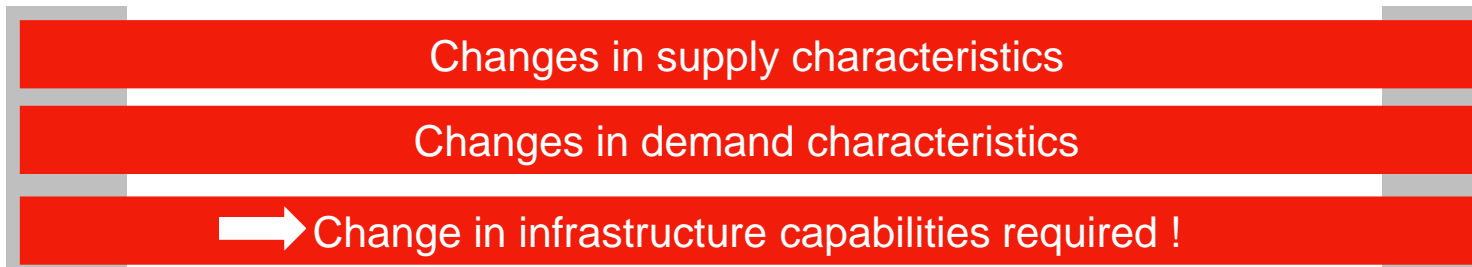 Changes in supply characteristics
Changes in demand characteristics
Change in infrastructure capabilities required !